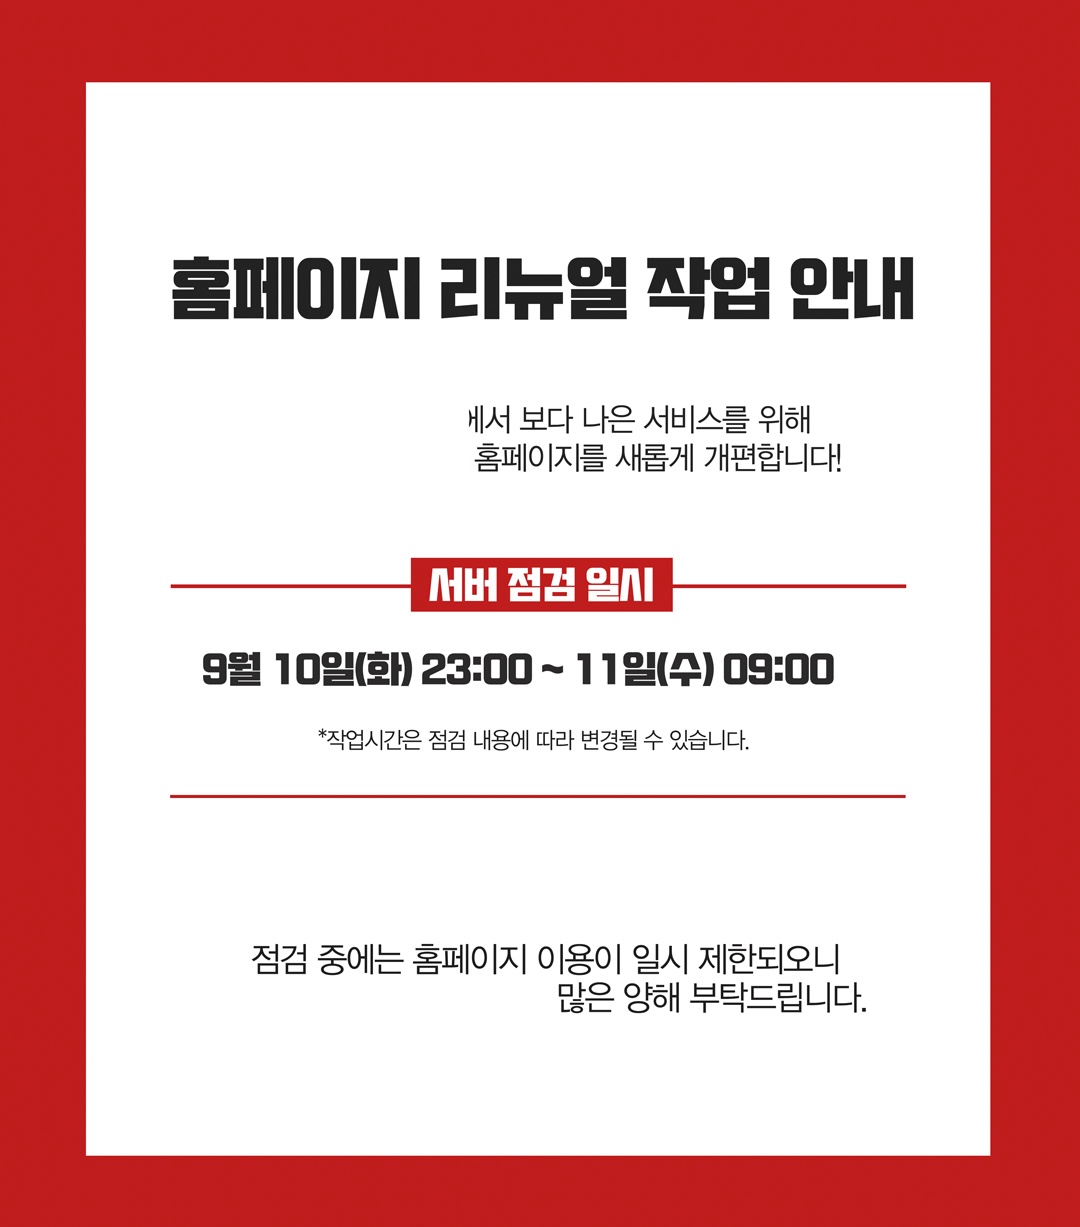 홈페이지 리뉴얼 작업 안내
에서 보다 나은 서비스를 위해
홈페이지를 새롭게 개편합니다!
서버 점검 일시
9월 10일(화) 23:00 ~ 11일(수) 09:00
*작업시간은 점검 내용에 따라 변경될 수 있습니다.
점검 중에는 홈페이지 이용이 일시 제한되오니
많은 양해 부탁드립니다.